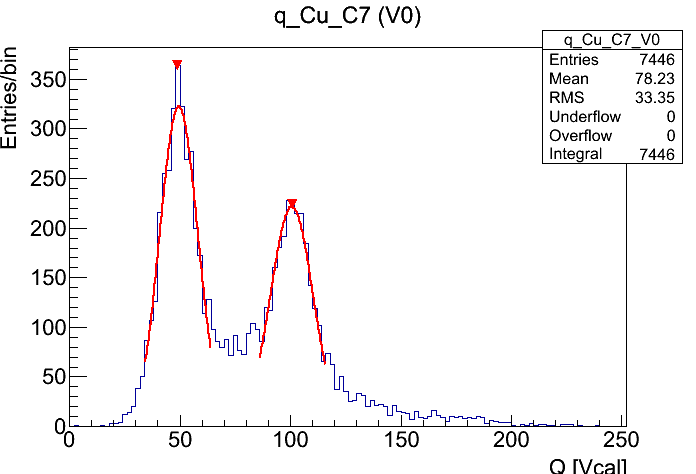 q_Cu_C7 (V0)
q_Cu_C7_V0
Entries 7446
Mean 78.23
RMS 33.35
Underflow 0
Overflow 0
Integral 7446
Entries/bin
350
300
250
200
150
100
50
0
0 50 100 150 200 250
Q [Vcal]